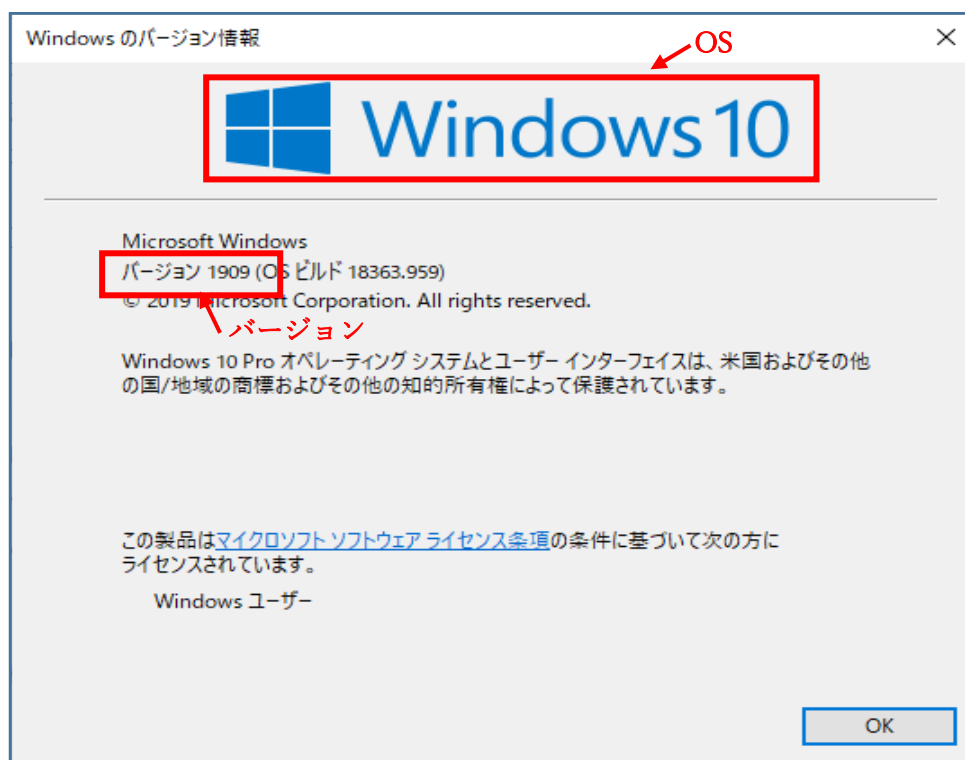 Windows のバージョン情報
OS
Windows 10
Microsoft Windows
バージョン 1909 (OS ビルド 18363.959)
© 2019 Microsoft Corporation. All rights reserved.
バージョン
Windows 10 Pro オペレーティング システムとユーザー インターフェイスは、米国およびその他
の国/地域の商標およびその他の知的所有権によって保護されています。
この製品はマイクロソフト ソフトウェア ライセンス条項の条件に基づいて次の方に
ライセンスされています。
Windows ユーザー
OK